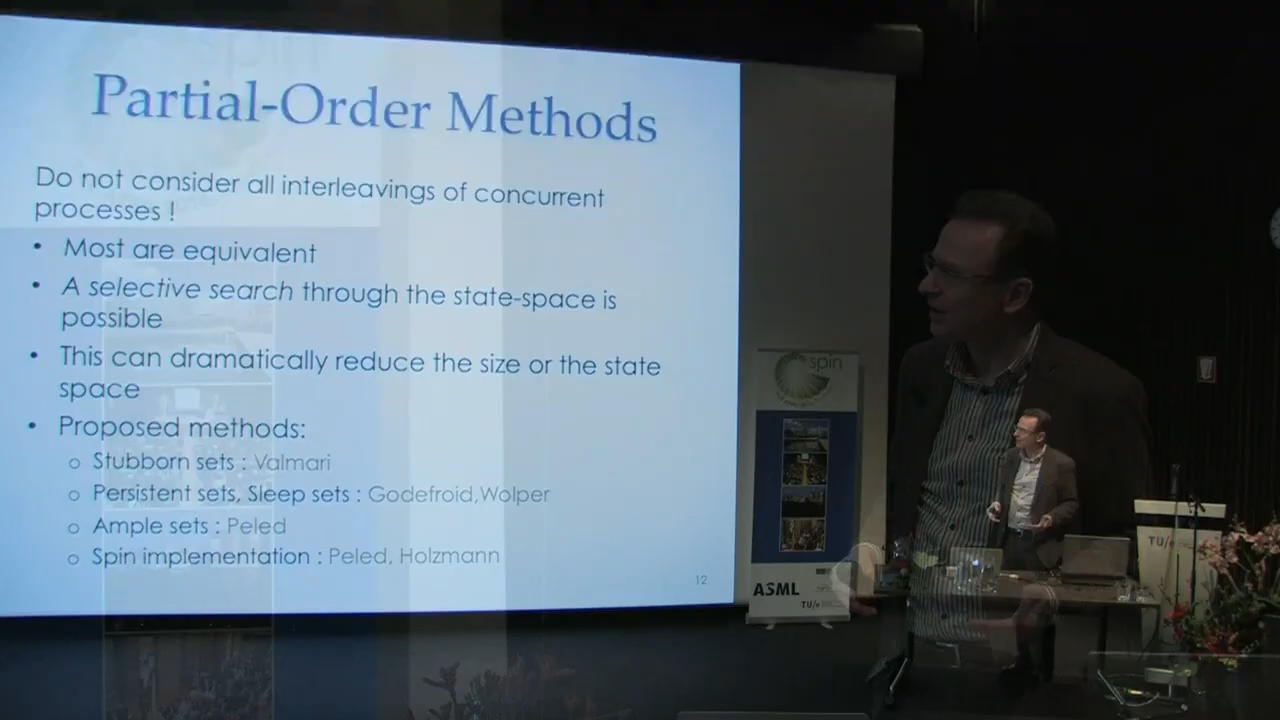 Partial-Order Methods
Do not consider all interleavings of concurrent
processes !
• Most are equivalent
• A selective search through the state-space is
possible
• This can dramatically reduce the size or the state
space
• Proposed methods:
o Stubborn sets : Valmari
o Persistent sets, Sleep sets : Godefroid,Wolper
o Ample sets : Peled
o Spin implementation : Peled, Holzmann
12
spin
ASML
TU/e
TU/e